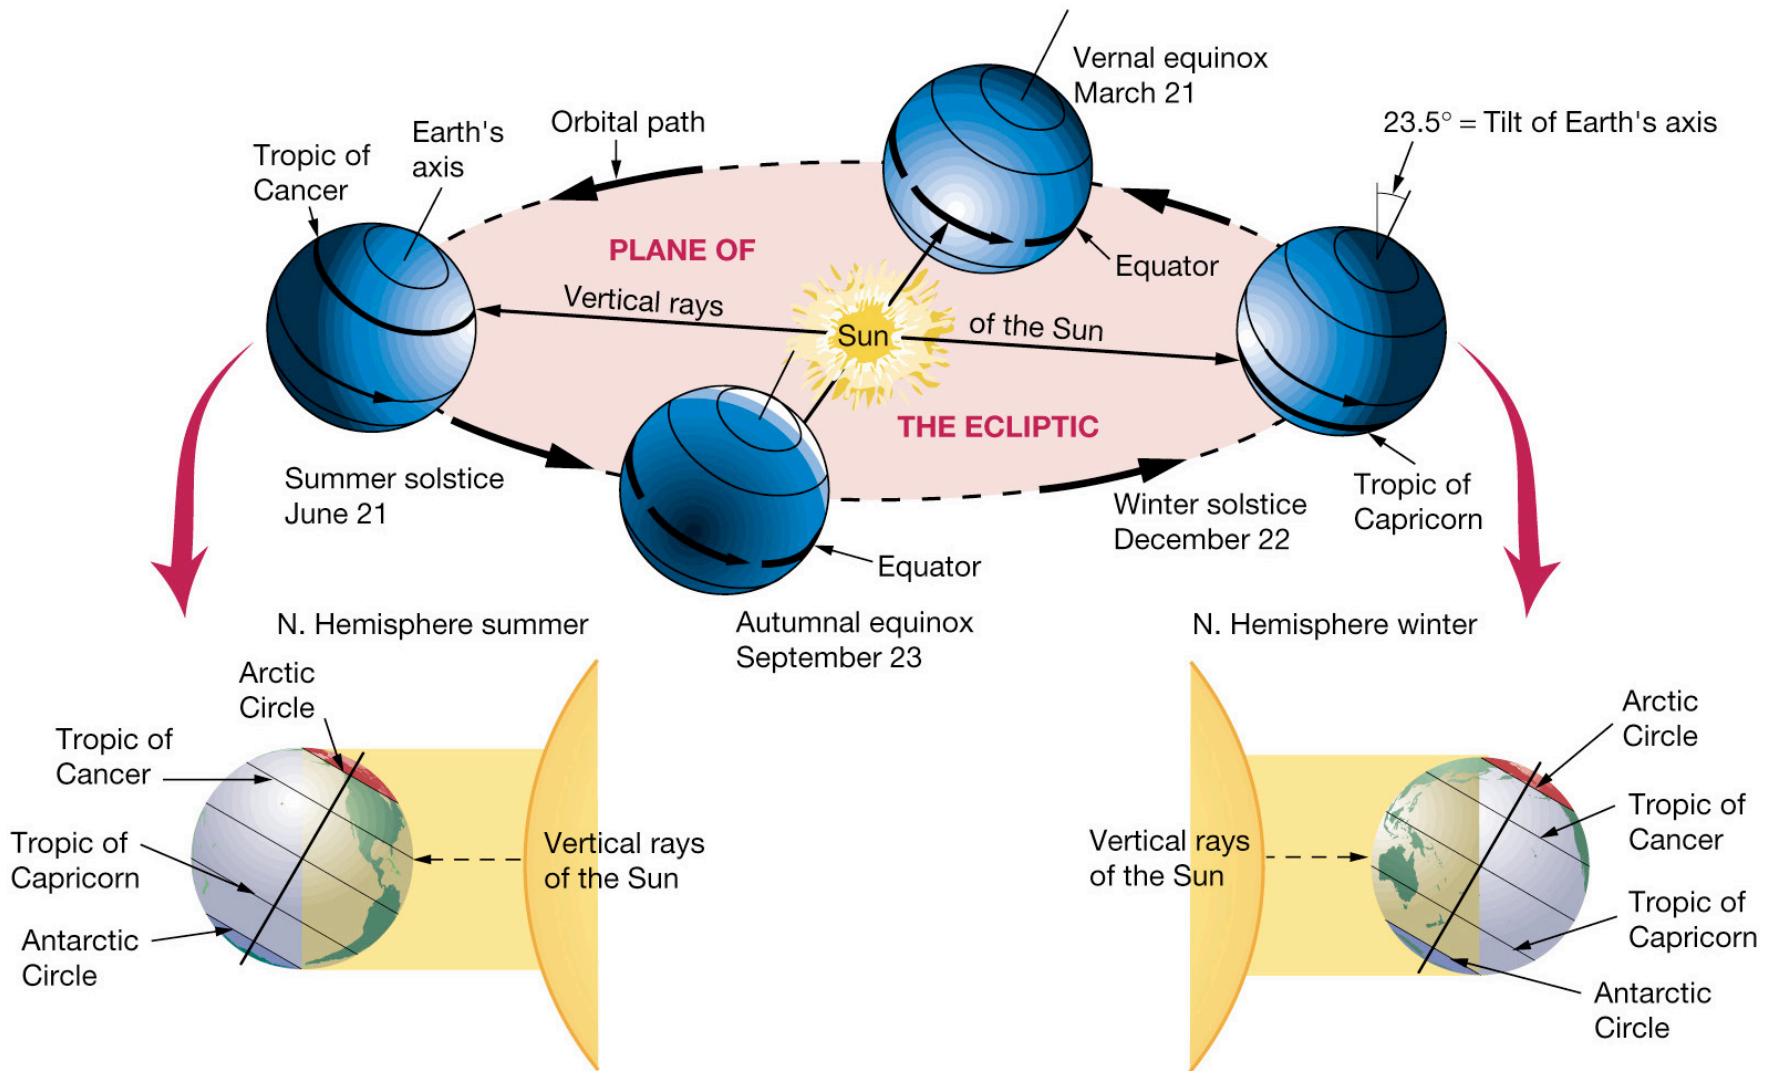 Vernal equinox
March 21
23.5° = Tilt of Earth's axis
Orbital path
Earth's
axis
Tropic of
Cancer
PLANE OF
Equator
Vertical rays
Sun
of the Sun
THE ECLIPTIC
Summer solstice
June 21
Winter solstice
December 22
Tropic of
Capricorn
Equator
Autumnal equinox
September 23
N. Hemisphere summer
Arctic
Circle
Tropic of
Cancer
Tropic of
Capricorn
Antarctic
Circle
Vertical rays
of the Sun
N. Hemisphere winter
Arctic
Circle
Vertical rays
of the Sun
Tropic of
Cancer
Tropic of
Capricorn
Antarctic
Circle